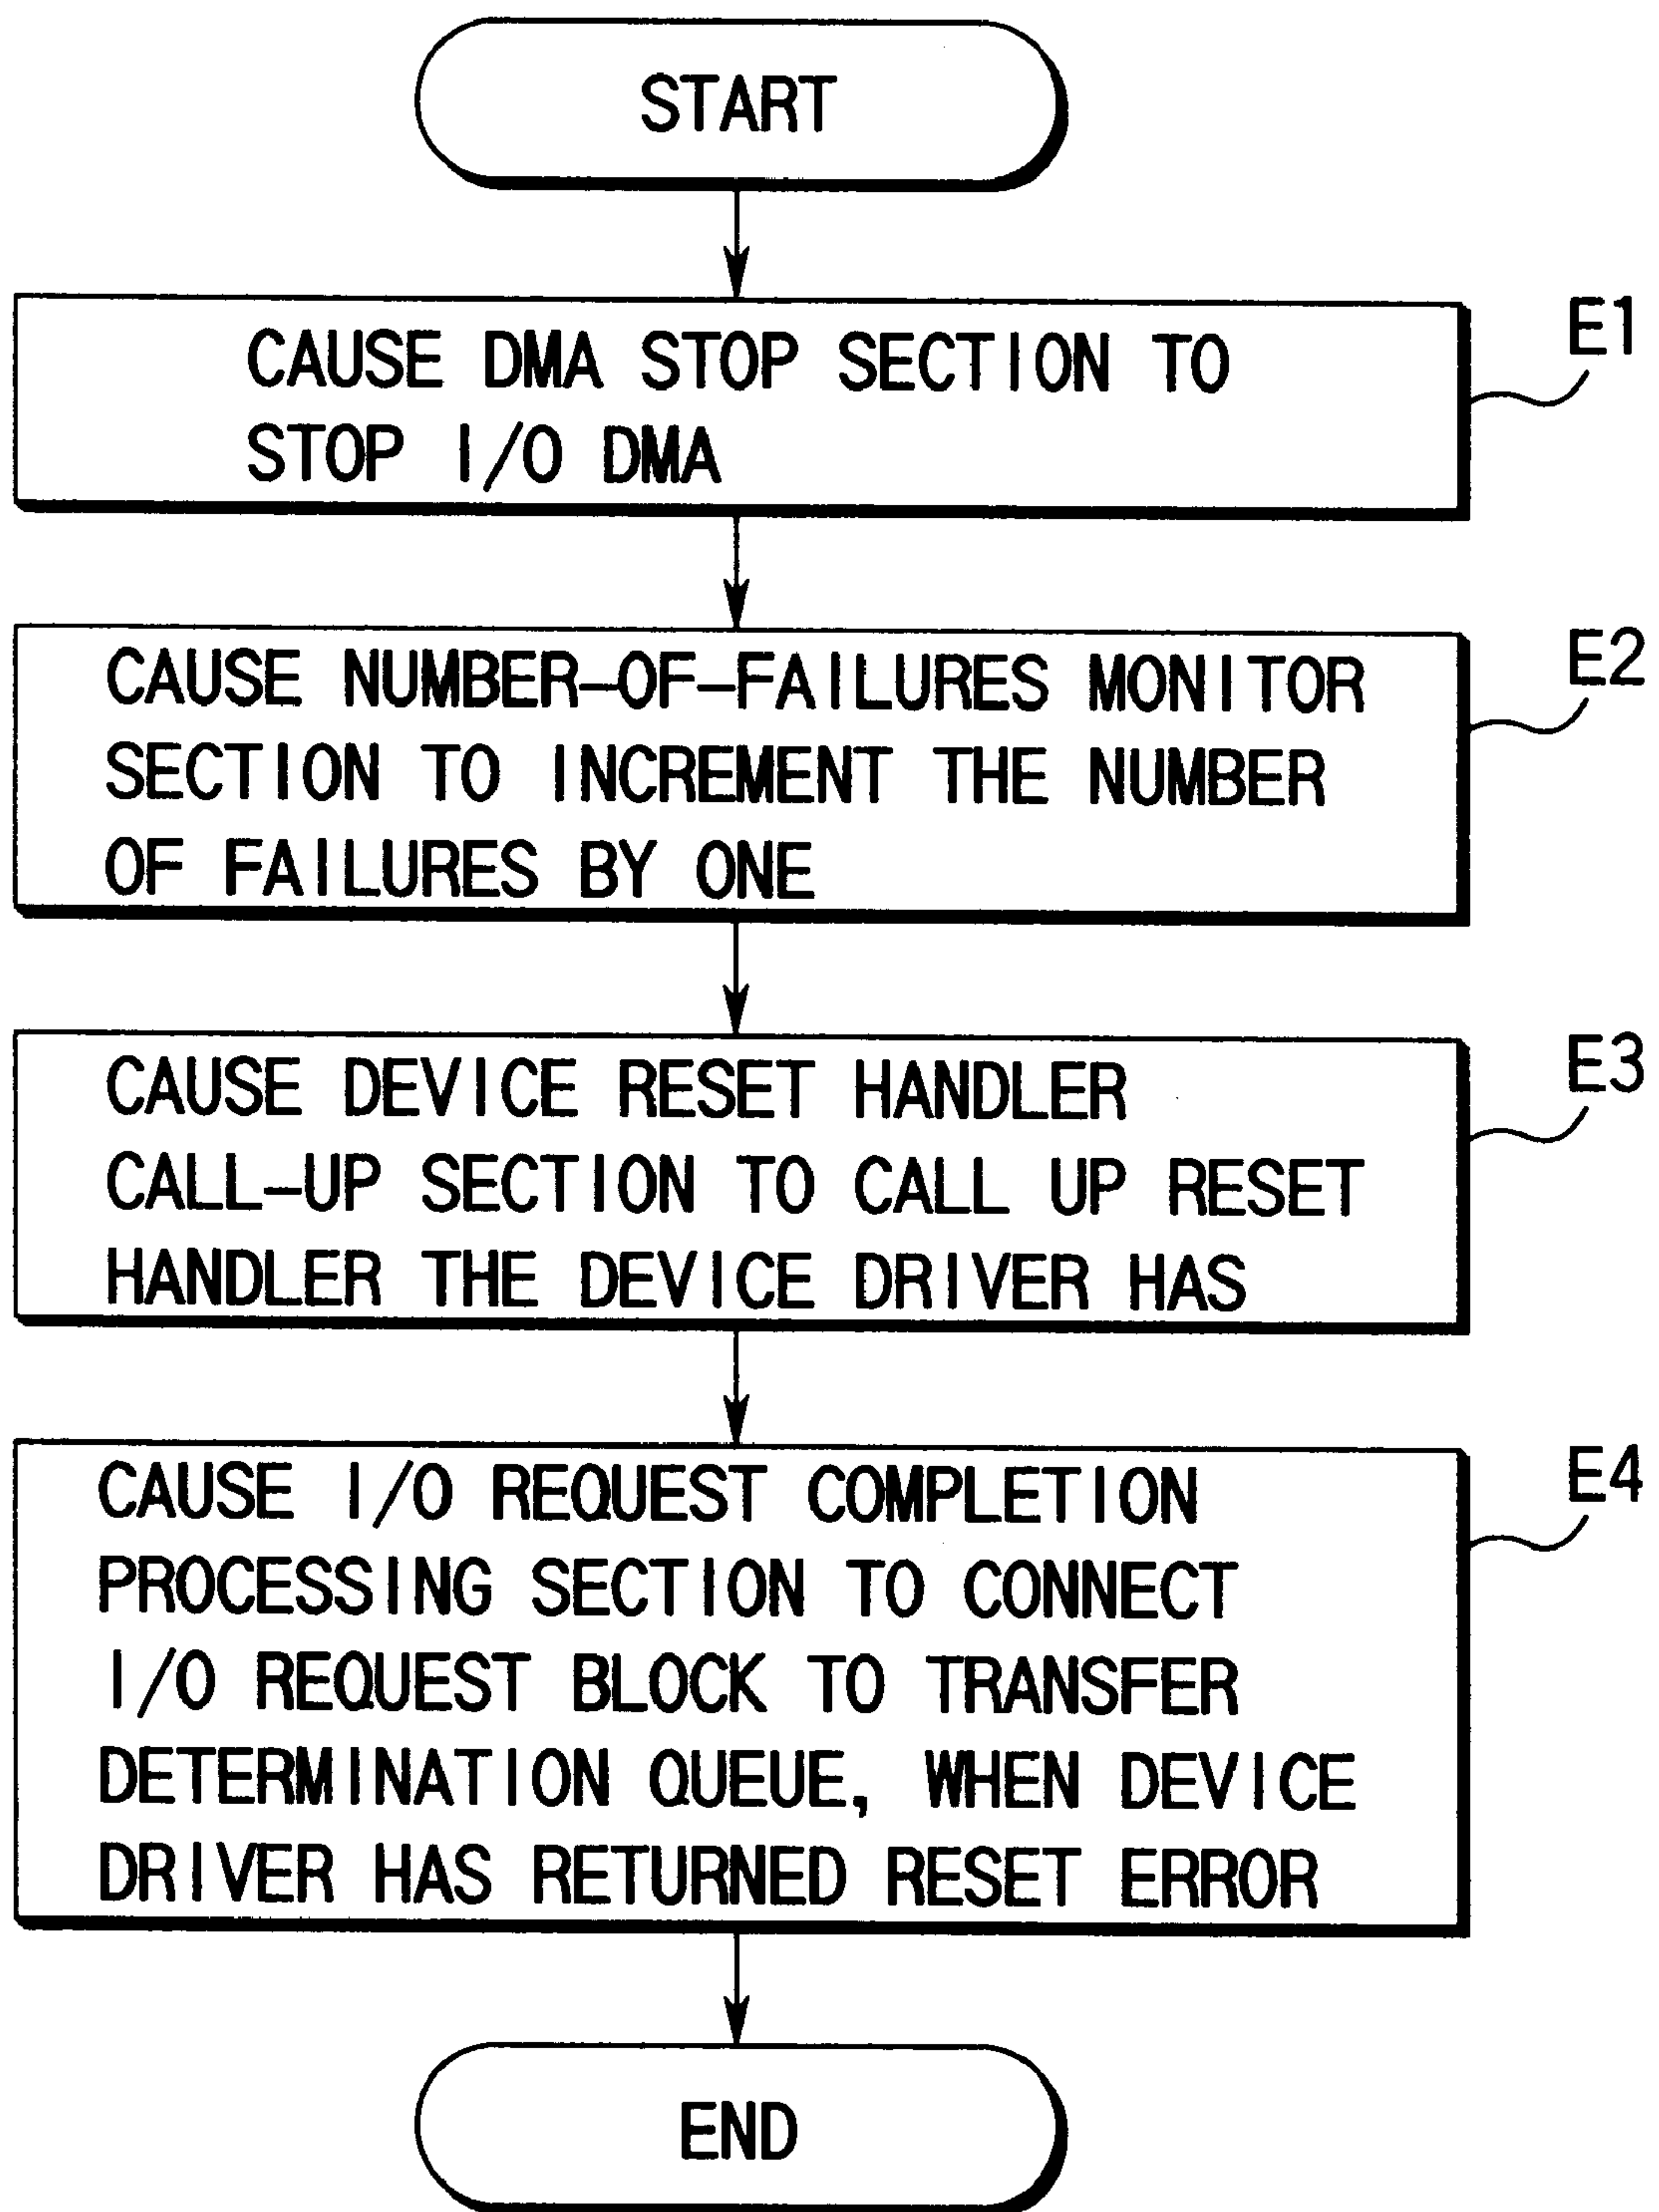 START
CAUSE DMA STOP SECTION TO
STOP I/O DMA
E1
CAUSE NUMBER-OF-FAILURES MONITOR
SECTION TO INCREMENT THE NUMBER
OF FAILURES BY ONE
E2
CAUSE DEVICE RESET HANDLER
CALL-UP SECTION TO CALL UP RESET
HANDLER THE DEVICE DRIVER HAS
E3
CAUSE I/O REQUEST COMPLETION
PROCESSING SECTION TO CONNECT
I/O REQUEST BLOCK TO TRANSFER
DETERMINATION QUEUE, WHEN DEVICE
DRIVER HAS RETURNED RESET ERROR
E4
END